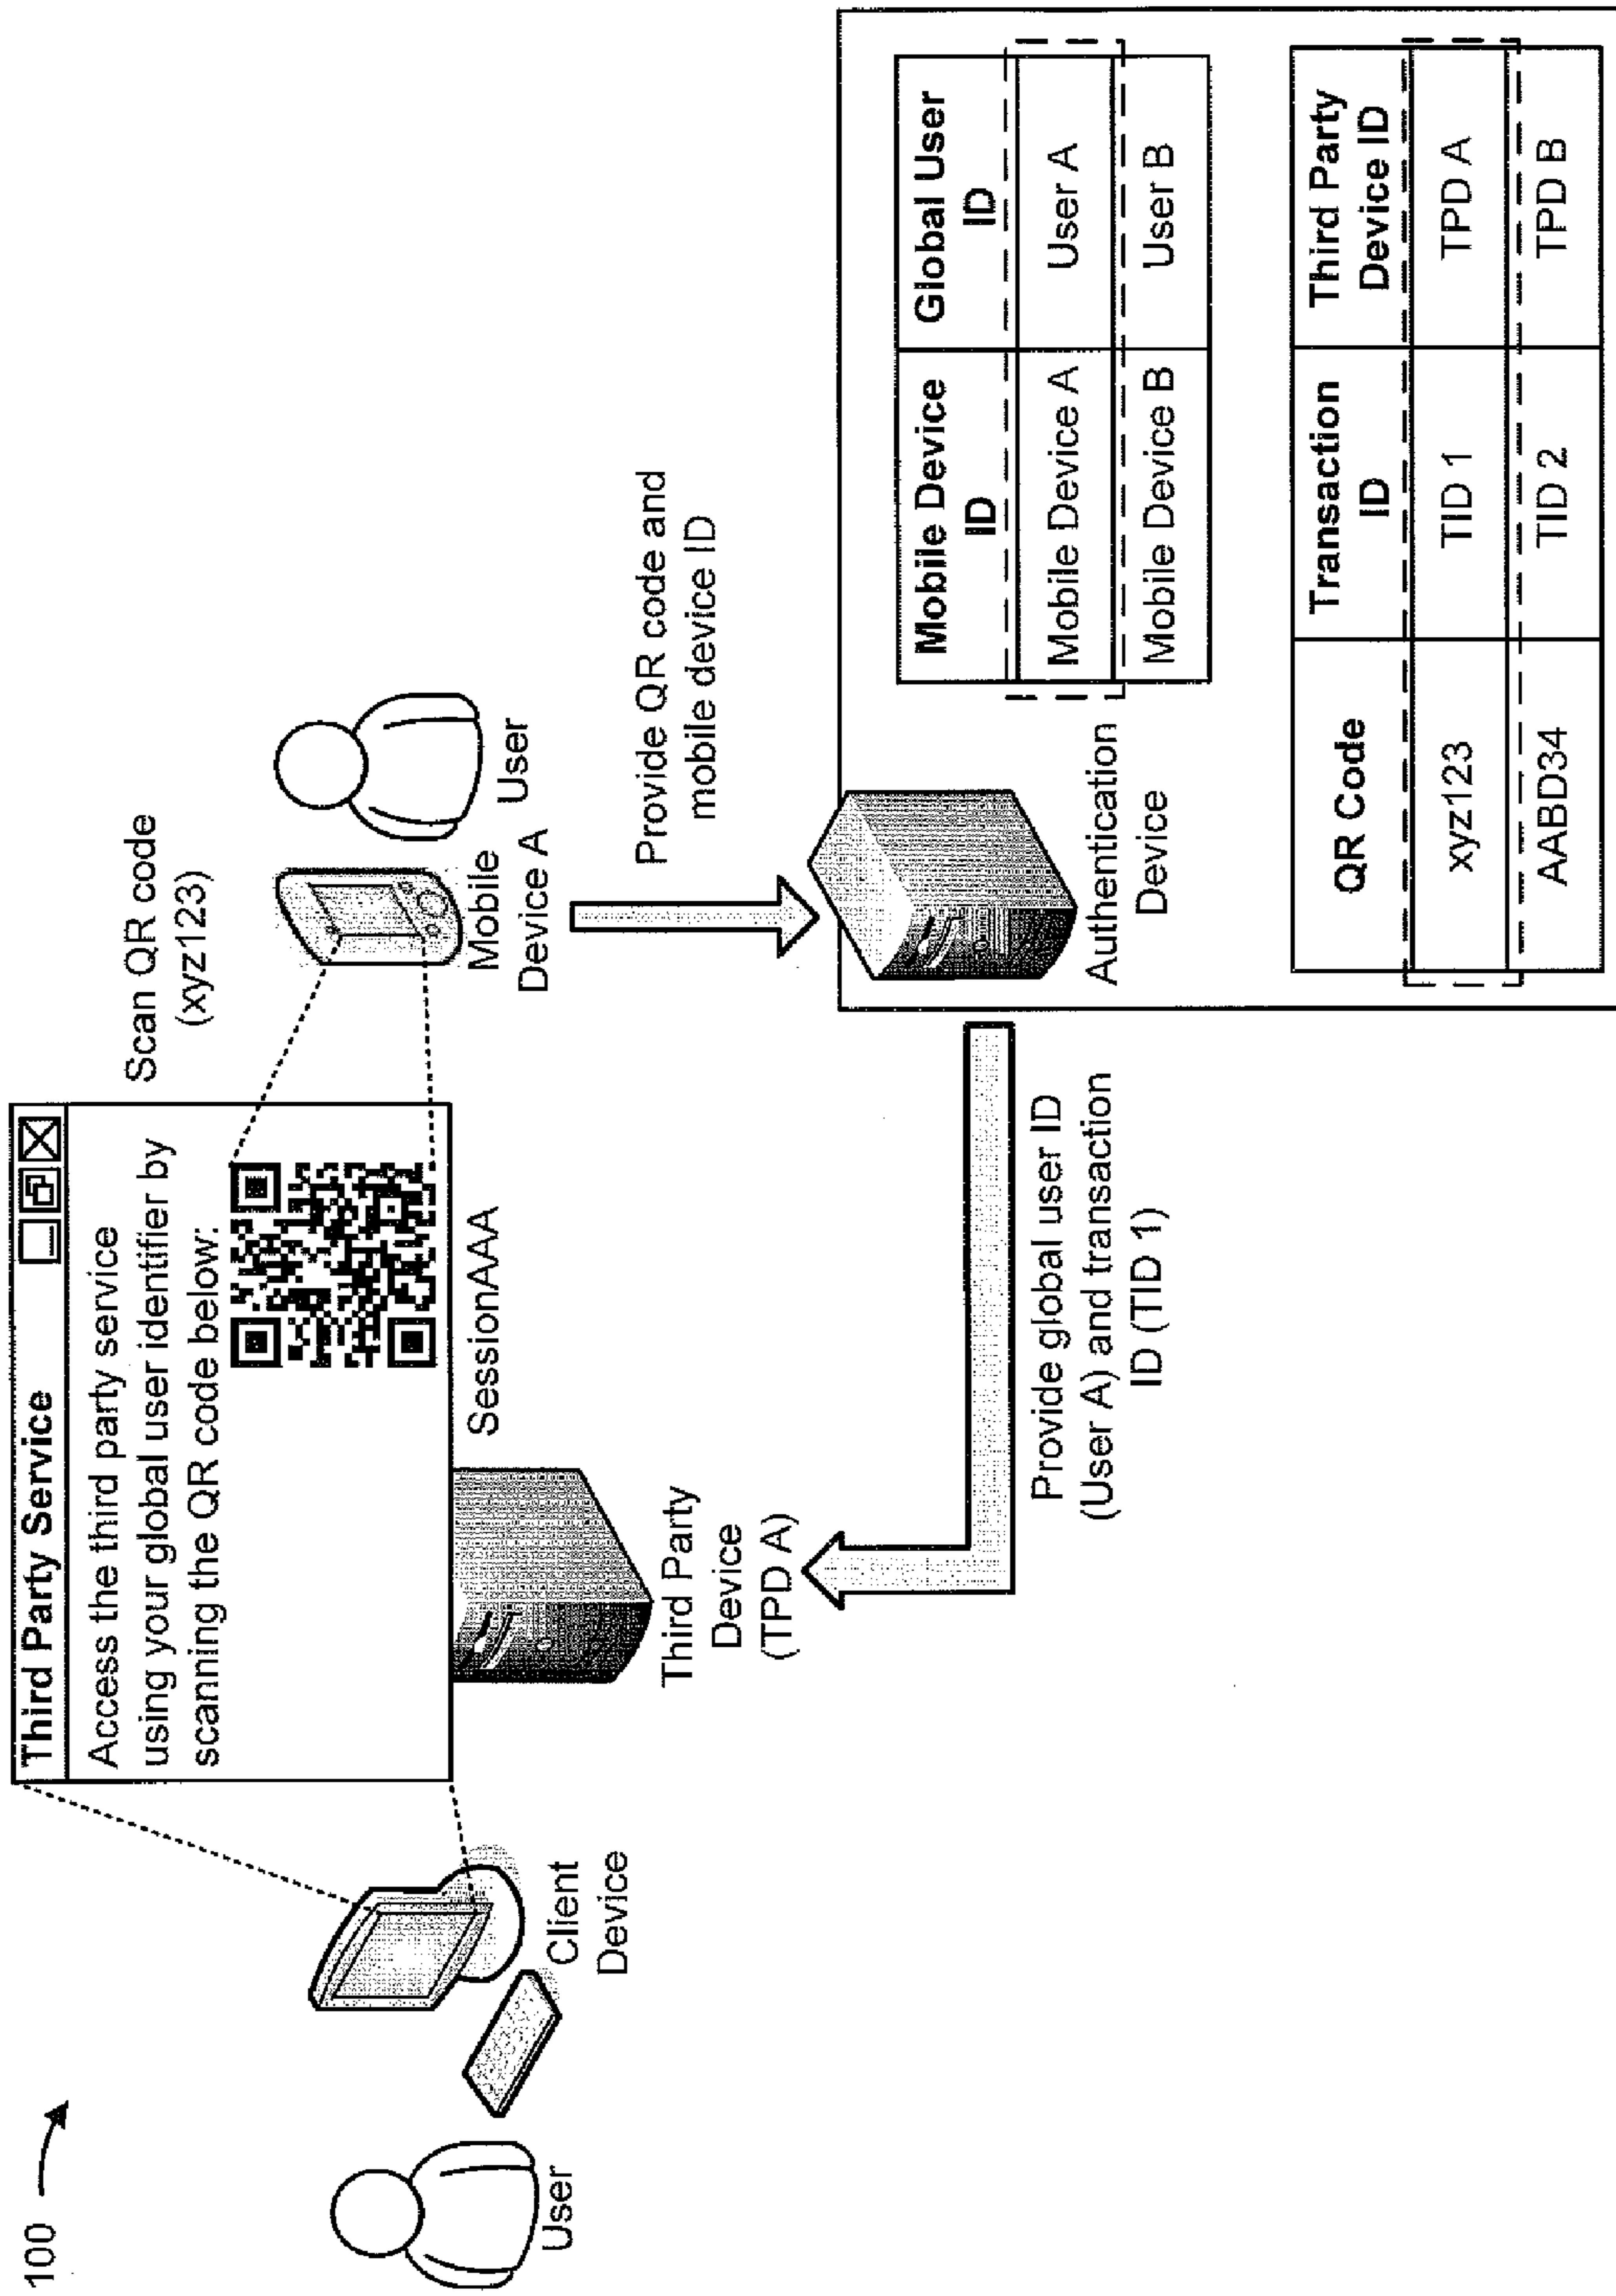 100
Third Party Service
Access the third party service
using your global user identifier by
scanning the QR code below:
Scan QR code
(xyz123)
User
Client
Device
SessionAAA
Third Party
Device
(TPD A)
Mobile
Device A
User
Provide QR code and
mobile device ID
Provide global user ID
(User A) and transaction
ID (TID 1)
Authentication
Device
Mobile Device
ID
Global User
ID
Mobile Device A
User A
Mobile Device B
User B
QR Code
Transaction
ID
Third Party
Device ID
xyz123
TID 1
TPD A
AABD34
TID 2
TPD B